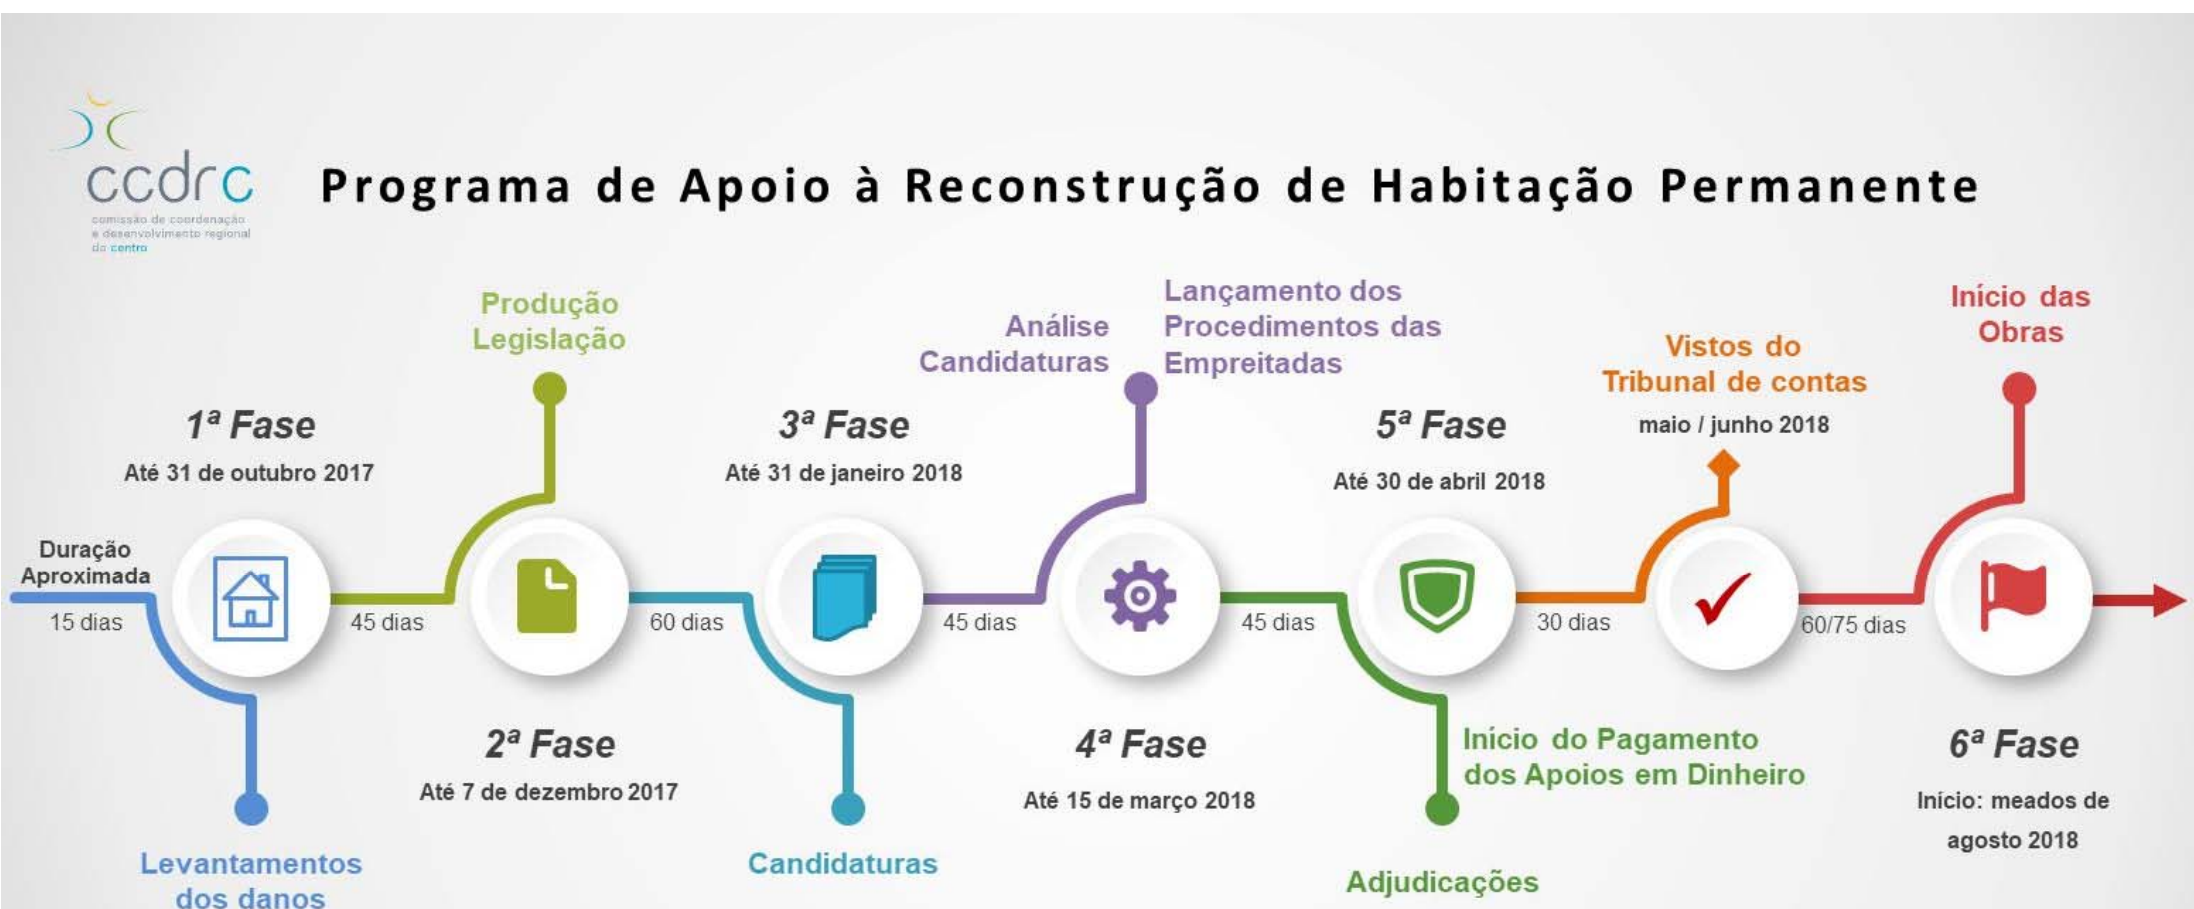 ccdrc
comissão de coordenação
e desenvolvimento regional
do centro
Programa de Apoio à Reconstrução de Habitação Permanente
Duração
Aproximada
15 dias
1ª Fase
Até 31 de outubro 2017
Levantamentos
dos danos
45 dias
Produção
Legislação
2ª Fase
Até 7 de dezembro 2017
60 dias
3ª Fase
Até 31 de janeiro 2018
Candidaturas
45 dias
Análise
Candidaturas
Lançamento dos
Procedimentos das
Empreitadas
4ª Fase
Até 15 de março 2018
45 dias
5ª Fase
Até 30 de abril 2018
Início do Pagamento
dos Apoios em Dinheiro
Adjudicações
30 dias
Vistos do
Tribunal de contas
maio / junho 2018
60/75 dias
Início das
Obras
6ª Fase
Início: meados de
agosto 2018